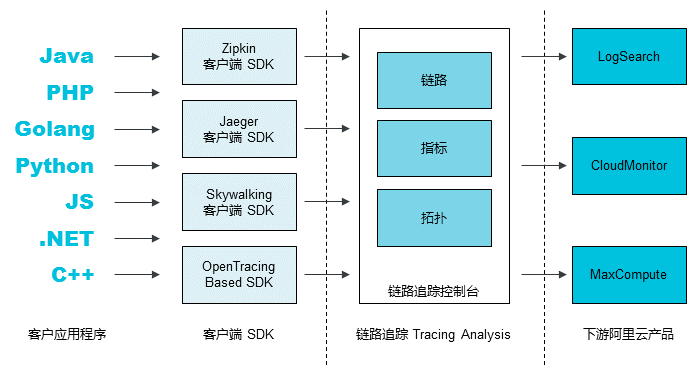 Java
PHP
Golang
Python
JS
.NET
C++
客户应用程序
Zipkin
客户端 SDK
Jaeger
客户端 SDK
Skywalking
客户端 SDK
OpenTracing
Based SDK
客户端 SDK
链路
指标
拓扑
链路追踪控制台
链路追踪 Tracing Analysis
LogSearch
CloudMonitor
MaxCompute
下游阿里云产品